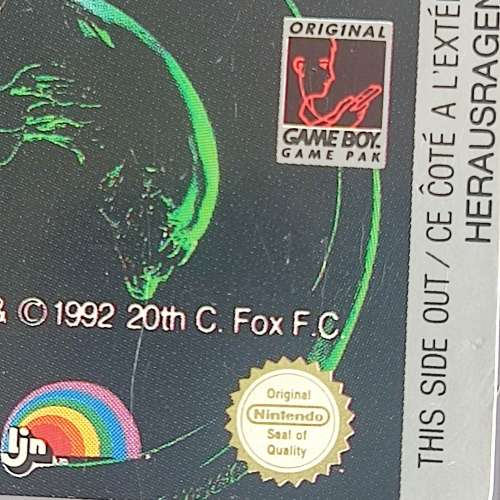 ORIGINAL
GAME BOY.
GAME PAK
& © 1992 20th C. Fox F.C
ljn
Original
Nintendo
Seal of
Quality
THIS SIDE OUT / CE CÔTÉ A L'EXTÉ
HERAUSRAGEN